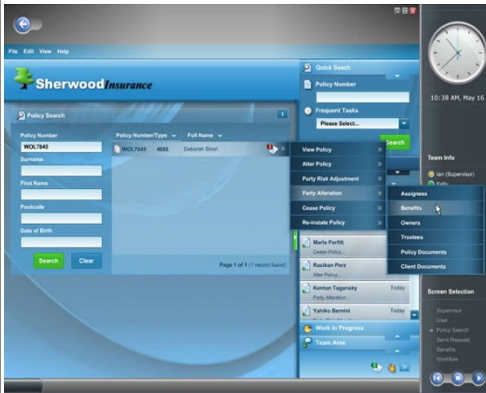 File Edit View Help
Sherwood Insurance
Policy Search
Policy Number
WOL7845
Surname
First Name
Postcode
Date of Birth
Search Clear
Policy Number/Type Full Name
WOL7845 4688 Deborah Shon
Page 1 of 1 (1 record found)
Quick Seach
Policy Number
Frequent Tasks
Please Select...
Search
View Policy
Alter Policy
Party Risk Adjustment
Party Alteration
Cease Policy
Re-instate Policy
Assignees
Benefits
Owners
Trustees
Policy Documents
Client Documents
Marta Parfitt
Cease Policy...
Rasikan Perz
Alter Policy...
Kenton Tagansky Today
Party Alteration...
Yahiko Bernini Today
Work in Progress
Team Area
10:38 AM, May 16
Team Info
Ian (Supervisor)
Kelly
Screen Selection
Supervisor
User
Policy Search
Send Request
Benefits
Workflow